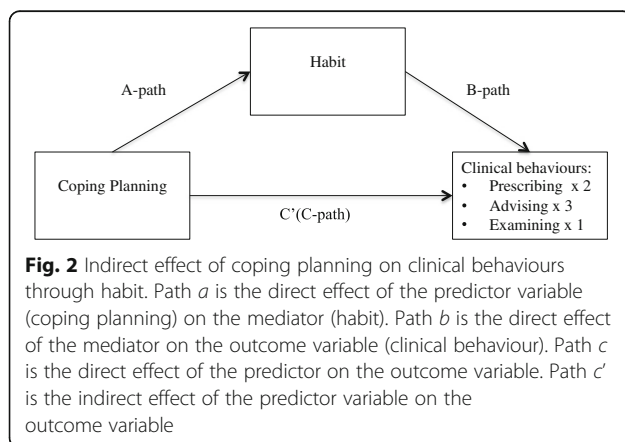 Habit
A-path
B-path
Coping Planning
C'(C-path)
Clinical behaviours:
• Prescribing x 2
• Advising x 3
• Examining x 1
Fig. 2 Indirect effect of coping planning on clinical behaviours
through habit. Path a is the direct effect of the predictor variable
(coping planning) on the mediator (habit). Path b is the direct effect
of the mediator on the outcome variable (clinical behaviour). Path c
is the direct effect of the predictor on the outcome variable. Path c'
is the indirect effect of the predictor variable on the
outcome variable